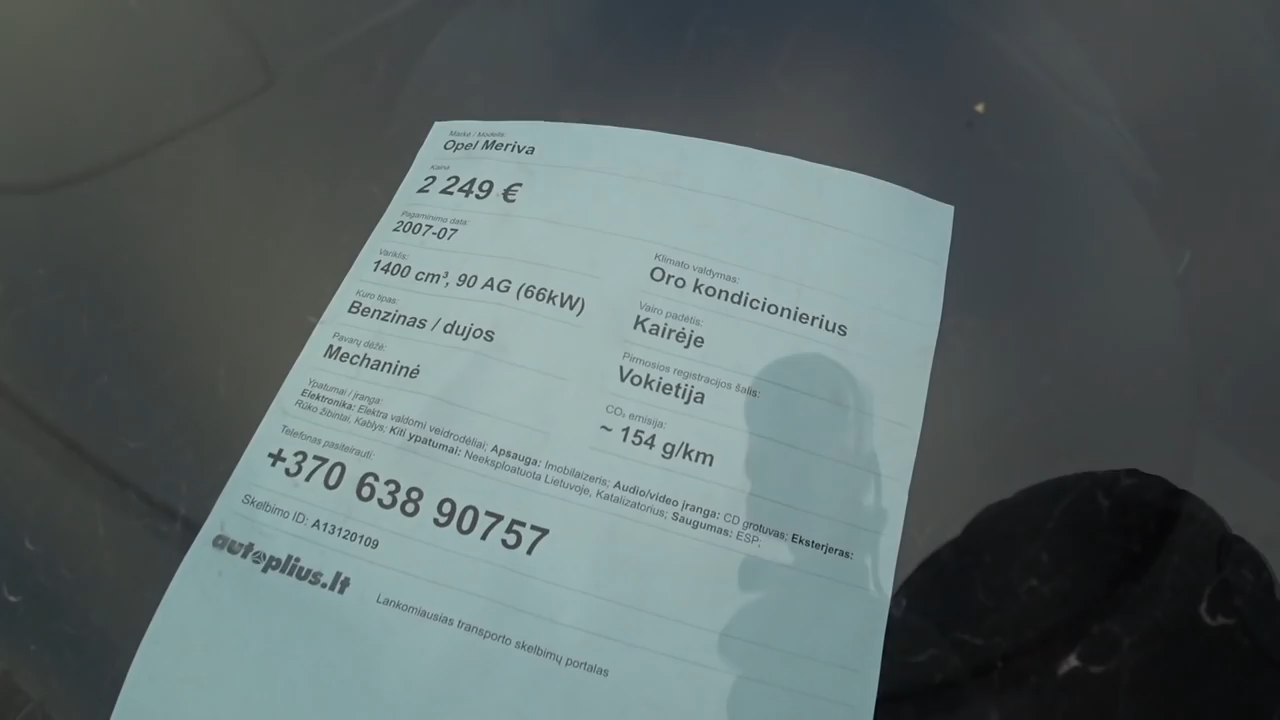 Markė / Modelis:
Opel Meriva
Kaina:
2 249 €
Pagaminimo data:
2007-07
Variklis:
1400 cm³, 90 AG (66kW)
Kuro tipas:
Benzinas / dujos
Pavarų dėžė:
Mechaninė
Klimato valdymas:
Oro kondicionierius
Vairo padėtis:
Kairėje
Pirmosios registracijos šalis:
Vokietija
CO₂ emisija:
~ 154 g/km
Ypatumai / įranga:
Elektronika: Elektra valdomi veidrodėliai; Apsauga: Imobilaizeris; Audio/video įranga: CD grotuvas; Eksterjeras:
Rūko žibintai, Kablys; Kiti ypatumai: Neeksploatuota Lietuvoje, Katalizatorius; Saugumas: ESP;
Telefonas pasiteirauti:
+370 638 90757
Skelbimo ID: A13120109
autoplius.lt
Lankomiausias transporto skelbimų portalas